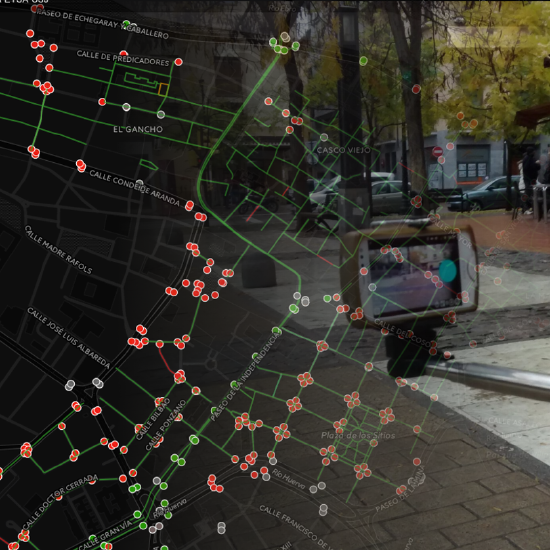 PASEO DE ECHEGARAY Y CABALLERO
CALLE DE PREDICADORES
EL GANCHO
CASCO VIEJO
CALLE CONDE DE ARANDA
CALLE MADRE RAFOLS
CALLE JOSÉ LUIS ALBAREDA
PASEO DE LA INDEPENDENCIA
CALLE BILBAO
CALLE PONZANO
Plaza de los Sitios
Río Huerva
CALLE DOCTOR CERRADA
Río Huerva
CALLE GRAN VÍA
CALLE FRANCISCO DE